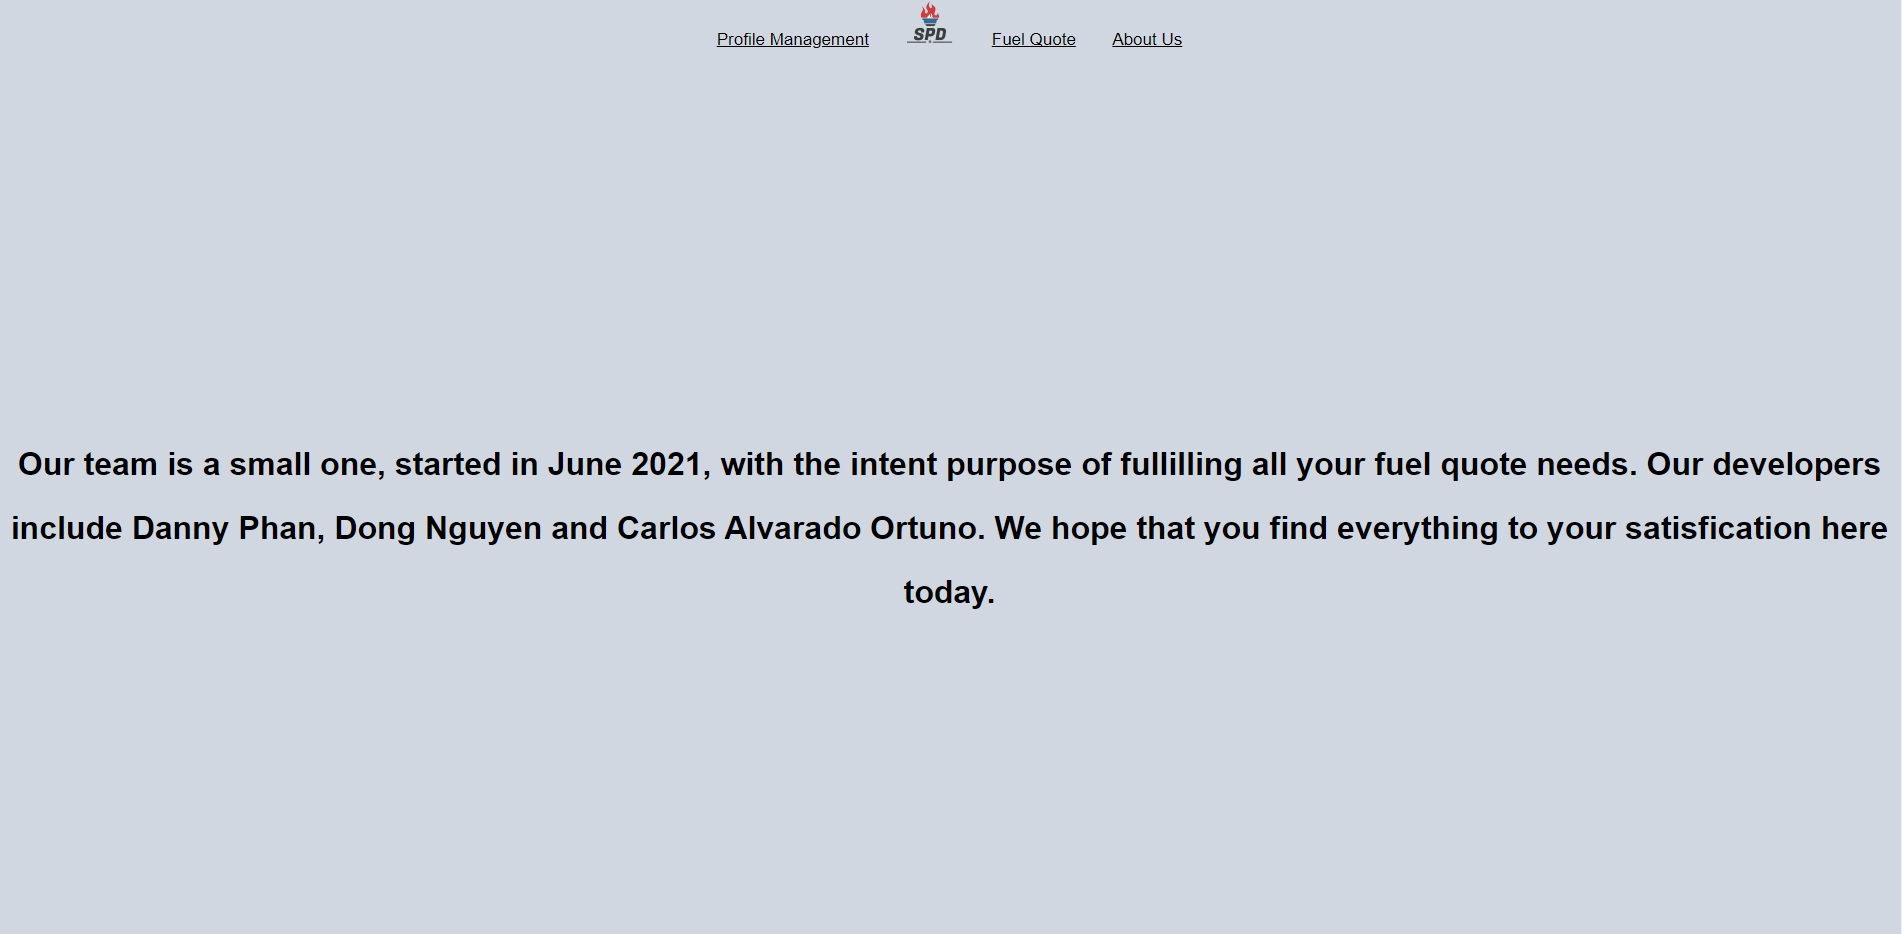 Profile Management SPD Fuel Quote About Us
Our team is a small one, started in June 2021, with the intent purpose of fullilling all your fuel quote needs. Our developers
include Danny Phan, Dong Nguyen and Carlos Alvarado Ortuno. We hope that you find everything to your satisfication here
today.